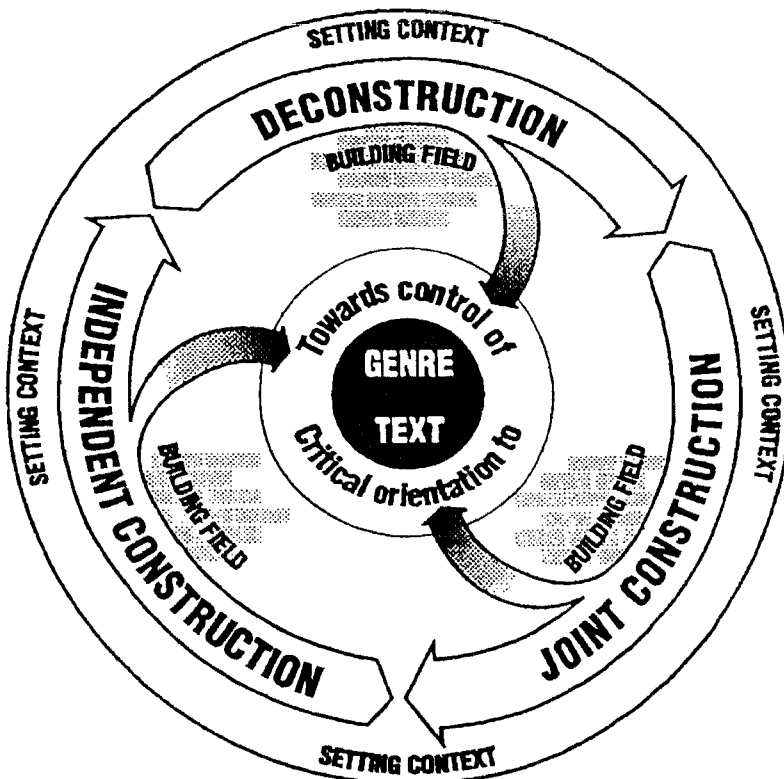 SETTING CONTEXT
DECONSTRUCTION
BUILDING FIELD
Towards control of
GENRE
TEXT
Critical orientation to
SETTING CONTEXT
INDEPENDENT CONSTRUCTION
BUILDING FIELD
BUILDING FIELD
JOINT CONSTRUCTION
SETTING CONTEXT
SETTING CONTEXT